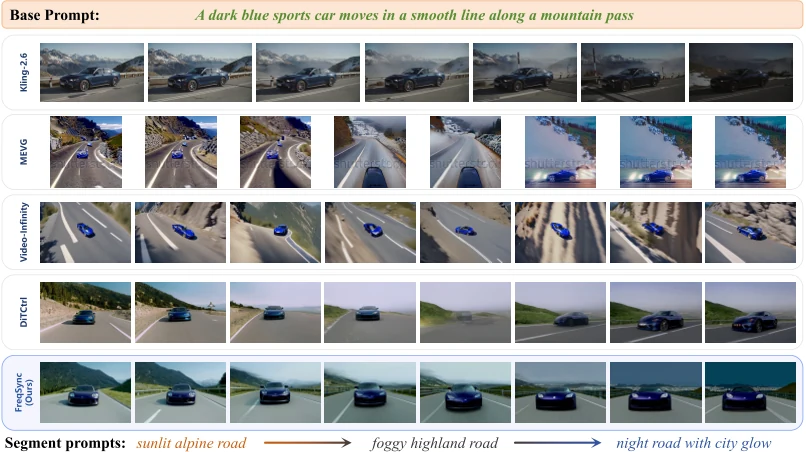 Base Prompt: A dark blue sports car moves in a smooth line along a mountain pass
Kling-2.6
MEVG
shutterstock
Video-Infinity
DiTCtrl
FreqSync
(Ours)
Segment prompts: sunlit alpine road foggy highland road night road with city glow